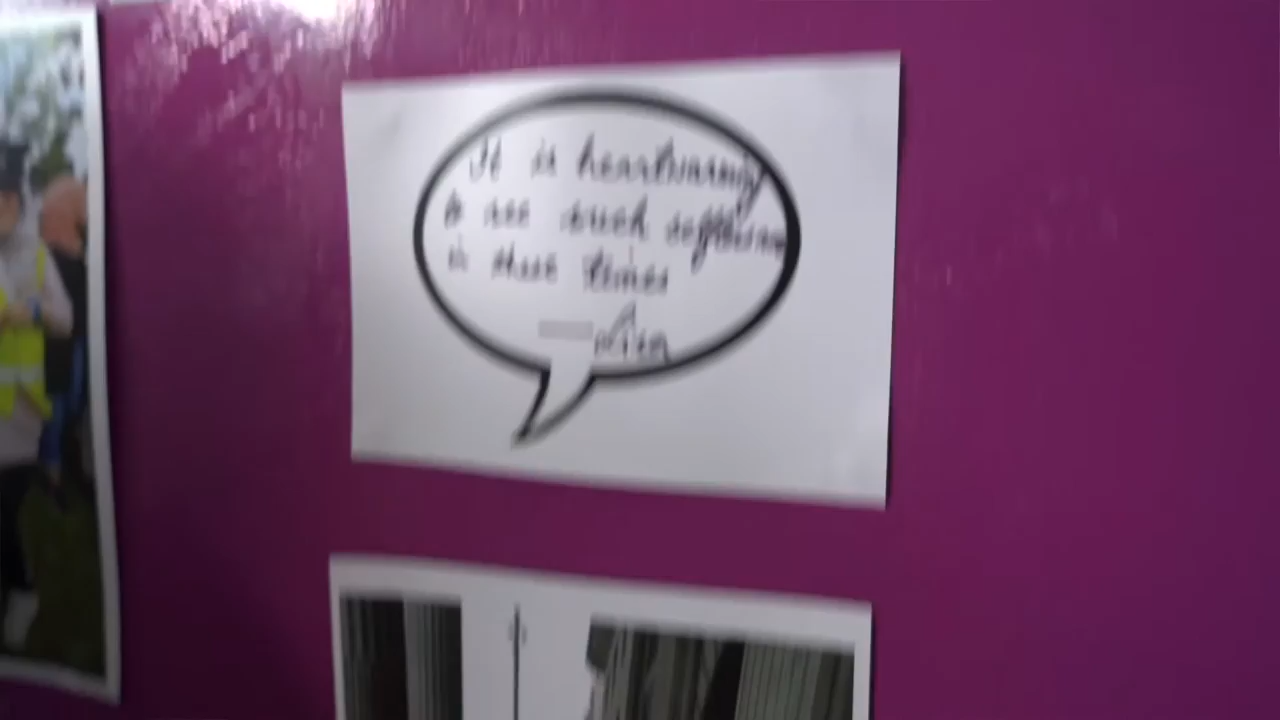 It is heartwarming
to see such
in these times